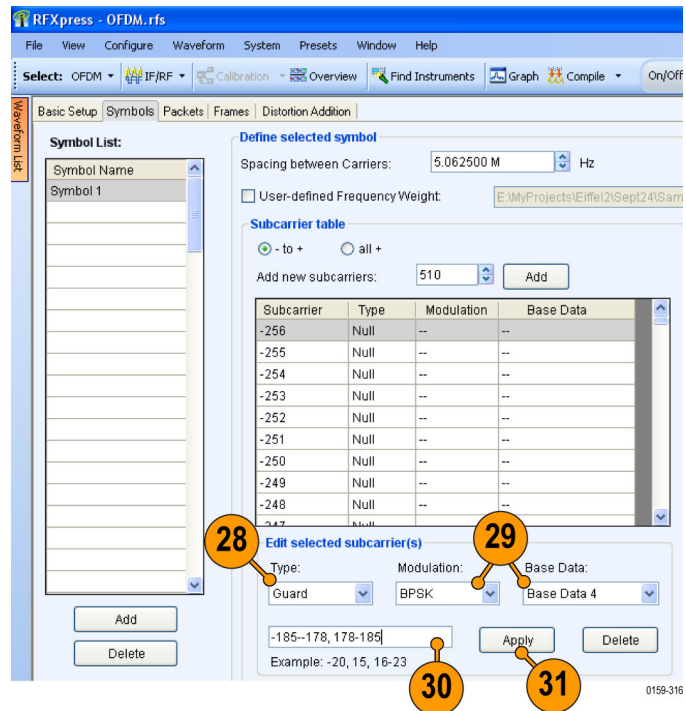 RFXpress - OFDM.rfs
File View Configure Waveform System Presets Window Help
Select: OFDM IF/RF Calibration Overview Find Instruments Graph Compile On/Off
Waveform List
Basic Setup Symbols Packets Frames Distortion Addition
Symbol List:
Symbol Name
Symbol 1
Add
Delete
Define selected symbol
Spacing between Carriers: 5.062500 M Hz
User-defined Frequency Weight: E:\MyProjects\Eiffel2\Sept24\Sam
Subcarrier table
- to + all +
Add new subcarriers: 510 Add
Subcarrier Type Modulation Base Data
-256 Null -- --
-255 Null -- --
-254 Null -- --
-253 Null -- --
-252 Null -- --
-251 Null -- --
-250 Null -- --
-249 Null -- --
-248 Null -- --
-247 Null
28
Edit selected subcarrier(s)
29
Type: Modulation: Base Data:
Guard BPSK Base Data 4
-185--178, 178-185 Apply Delete
Example: -20, 15, 16-23
30
31
0159-316